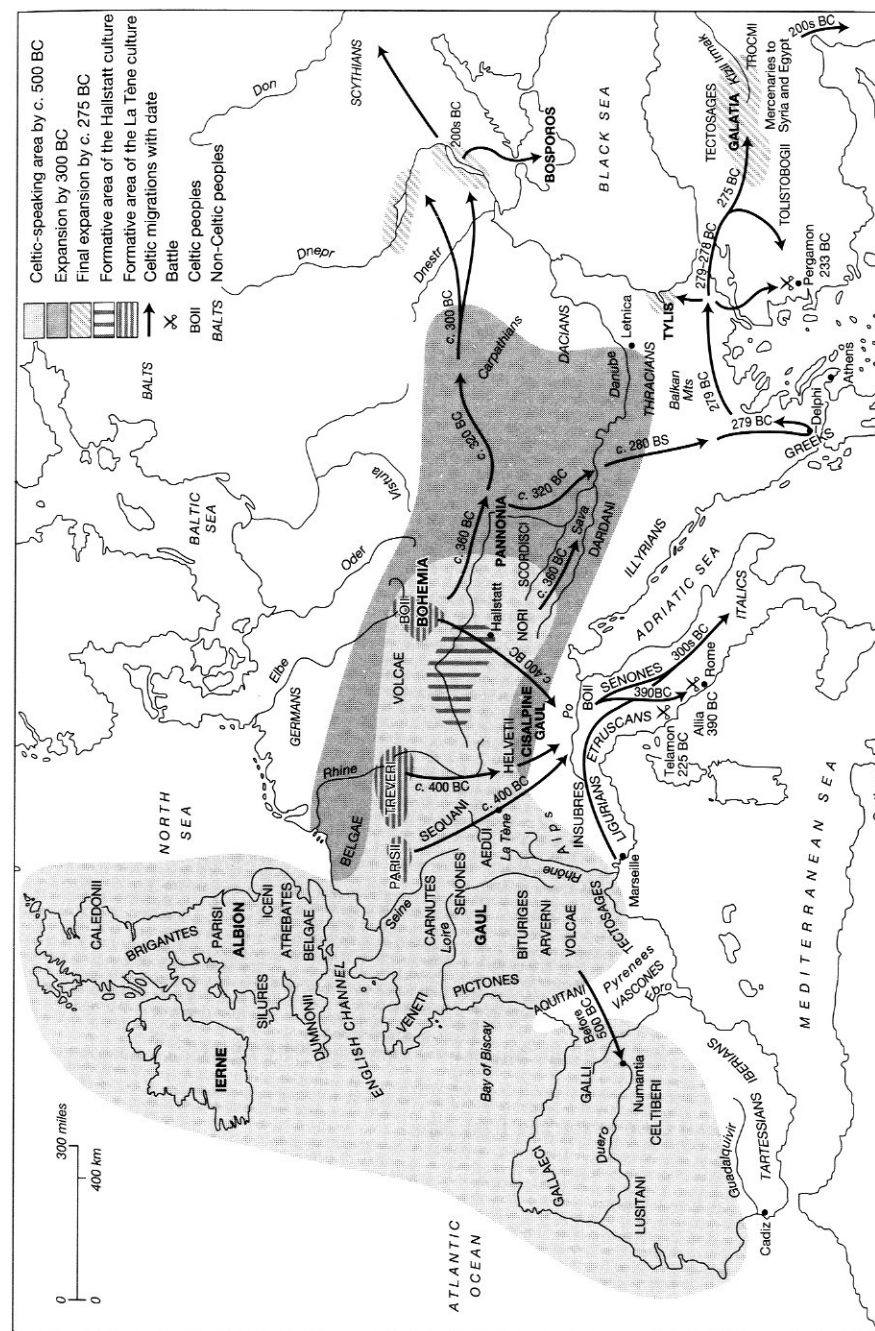 Celtic-speaking area by c. 500 BC
Expansion by 300 BC
Final expansion by c. 275 BC
Formative area of the Hallstatt culture
Formative area of the La Tène culture
Celtic migrations with date
Battle
BOII Celtic peoples
BALTS Non-Celtic peoples
0 300 miles
0 400 km
ATLANTIC
OCEAN
NORTH
SEA
BALTIC
SEA
BALTS
Don
SCYTHIANS
Dnepr
Dnestr
200s BC
BOSPOROS
BLACK SEA
c. 300 BC
Vistula
Oder
Elbe
GERMANS
Rhine
CALEDONII
BRIGANTES
PARISI
ALBION
ICENI
ATREBATES
BELGAE
SILURES
DUMNONII
IERNE
ENGLISH CHANNEL
BELGAE
TREVERI
PARISII
VOLCAE
BOII
BOHEMIA
c. 360 BC
c. 320 BC
Carpathians
DACIANS
Hallstatt
PANNONIA
c. 320 BC
SCORDISCI
NORI
c. 360 BC
Sava
DARDANI
Danube
Letnica
THRACIANS
Balkan
Mts
c. 280 BS
279 BC
279 BC
Delphi
GREEKS
Athens
TYLIS
279–278 BC
275 BC
TECTOSAGES
GALATIA
Kizil Irmak
TROCMI
Mercenaries to
Syria and Egypt
200s BC
TOLISTOBOGII
Pergamon
233 BC
Seine
SEQUANI
c. 400 BC
c. 400 BC
c.400 BC
HELVETII
CISALPINE
GAUL
La Tène
AEDUI
CARNUTES
SENONES
Loire
GAUL
VENETI
PICTONES
BITURIGES
ARVERNI
VOLCAE
TECTOSAGES
Rhône
Alps
INSUBRES
LIGURIANS
Marseille
Po
BOII
SENONES
ETRUSCANS
390BC
300s BC
Telamon
225 BC
Allia
390 BC
Rome
ITALICS
ADRIATIC SEA
ILLYRIANS
Bay of Biscay
AQUITANI
Before
500 BC
Pyrenees
VASCONES
Ebro
GALLAECI
GALLI
Duero
Numantia
CELTIBERI
LUSITANI
IBERIANS
Guadalquivir
TARTESSIANS
Cadiz
MEDITERRANEAN SEA